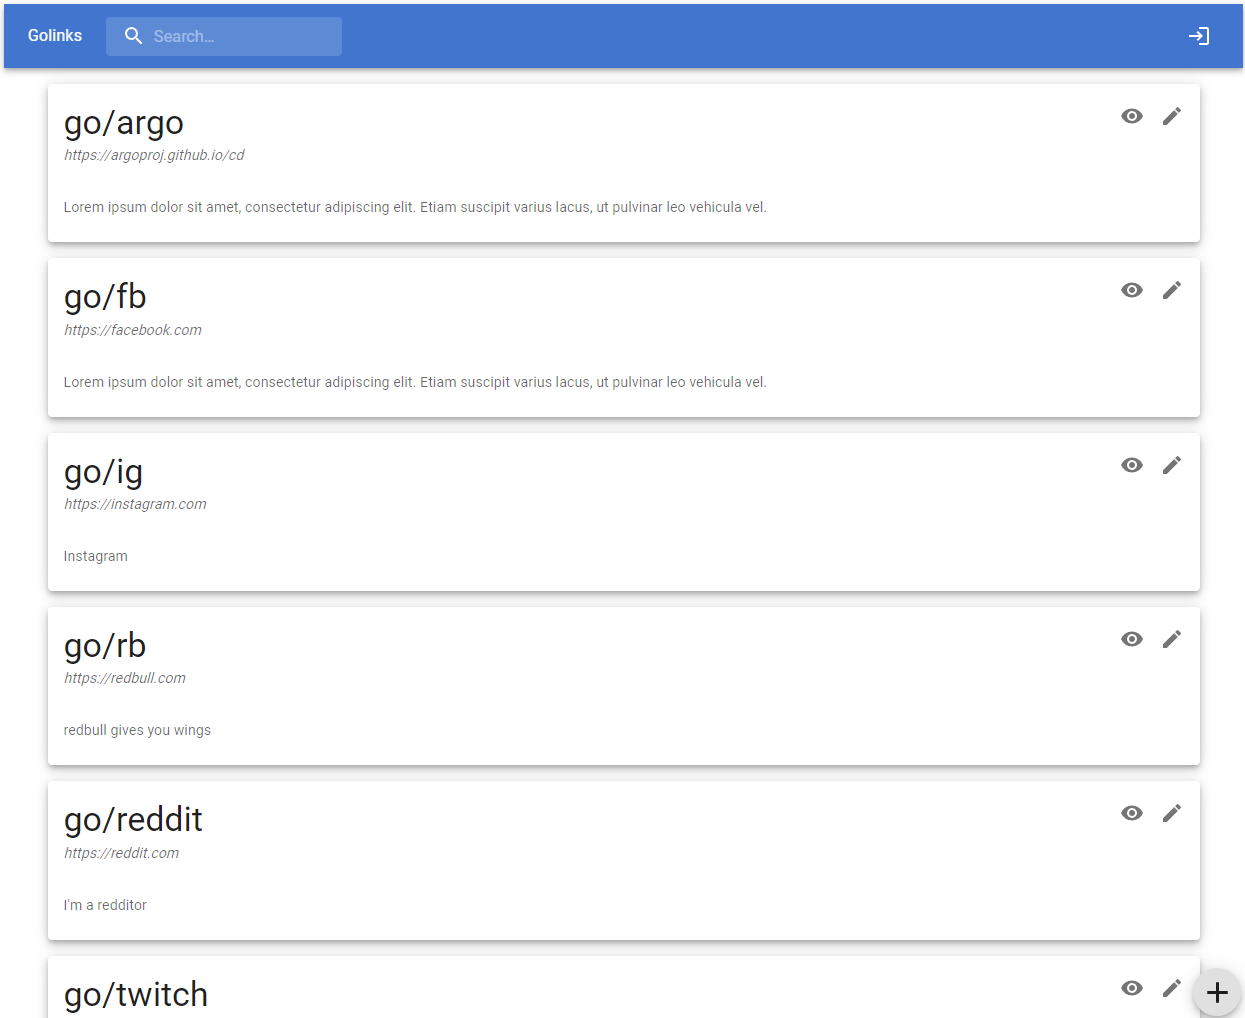 Golinks
Search...
go/argo
https://argoproj.github.io/cd
Lorem ipsum dolor sit amet, consectetur adipiscing elit. Etiam suscipit varius lacus, ut pulvinar leo vehicula vel.
go/fb
https://facebook.com
Lorem ipsum dolor sit amet, consectetur adipiscing elit. Etiam suscipit varius lacus, ut pulvinar leo vehicula vel.
go/ig
https://instagram.com
Instagram
go/rb
https://redbull.com
redbull gives you wings
go/reddit
https://reddit.com
I'm a redditor
go/twitch